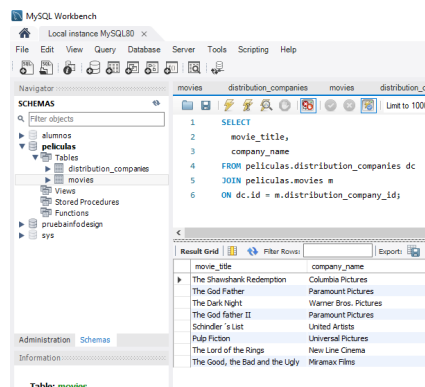 MySQL Workbench
Local instance MySQL80 ×
File Edit View Query Database Server Tools Scripting Help
Navigator
movies distribution_companies movies distribution_c
SCHEMAS
Filter objects
Limit to 1000
alumnos
peliculas
Tables
distribution_companies
movies
Views
Stored Procedures
Functions
pruebainfodesign
sys
1 SELECT
2 movie_title,
3 company_name
4 FROM peliculas.distribution_companies dc
5 JOIN peliculas.movies m
6 ON dc.id = m.distribution_company_id;
Result Grid Filter Rows: Export:
movie_title company_name
The Shawshank Redemption Columbia Pictures
The God Father Paramount Pictures
The Dark Night Warner Bros. Pictures
The God father II Paramount Pictures
Schindler´s List United Artists
Pulp Fiction Universal Pictures
The Lord of the Rings New Line Cinema
The Good, the Bad and the Ugly Miramax Films
Administration Schemas
Information
Table: movies